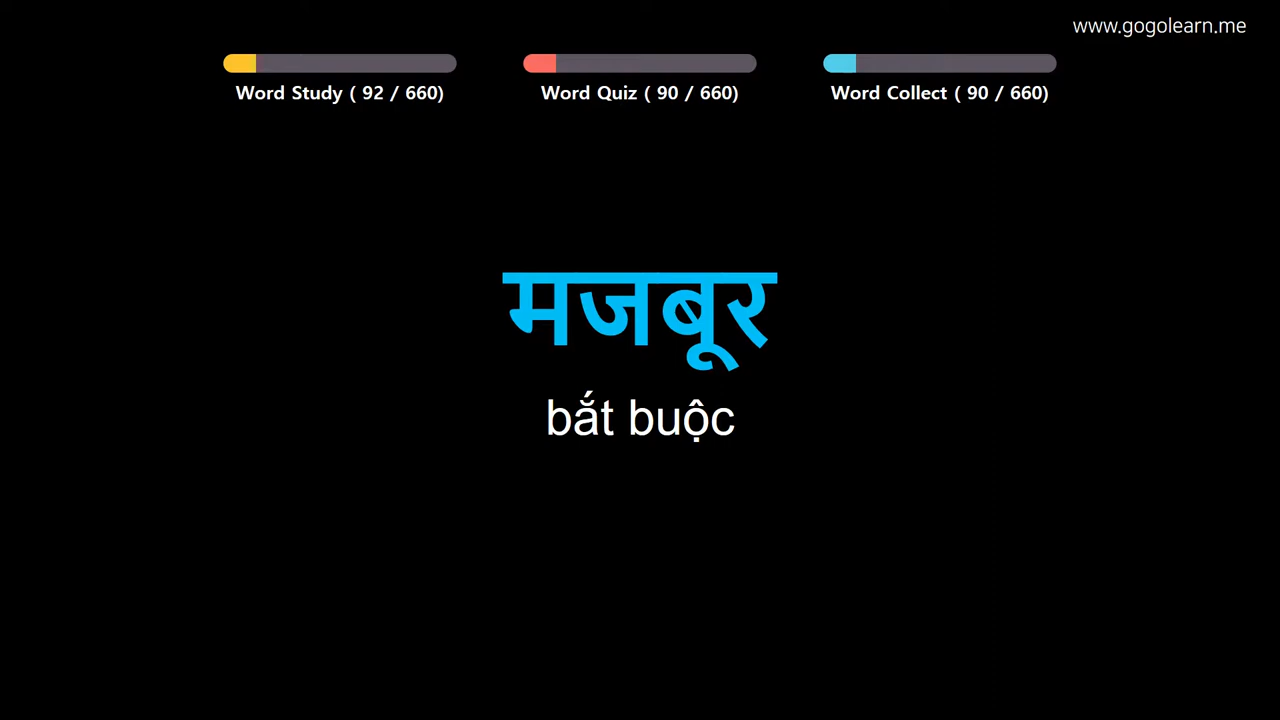 www.gogolearn.me
Word Study ( 92 / 660)
Word Quiz ( 90 / 660)
Word Collect ( 90 / 660)
मजबूर
bắt buộc